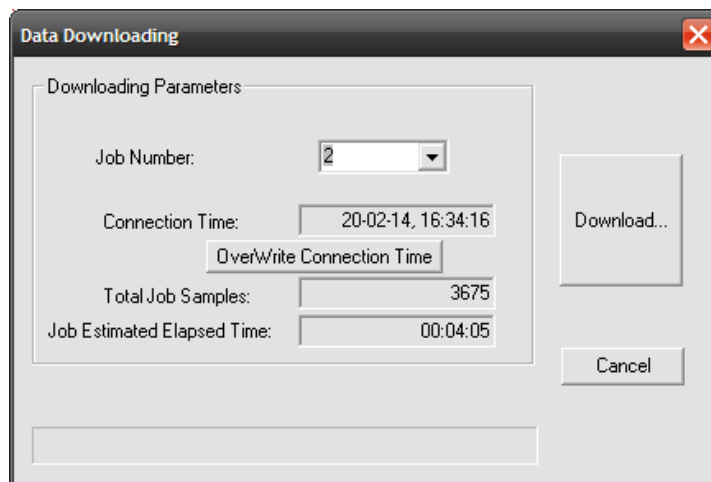 Data Downloading
Downloading Parameters
Job Number:
2
Connection Time:
20-02-14, 16:34:16
OverWrite Connection Time
Total Job Samples:
3675
Job Estimated Elapsed Time:
00:04:05
Download...
Cancel